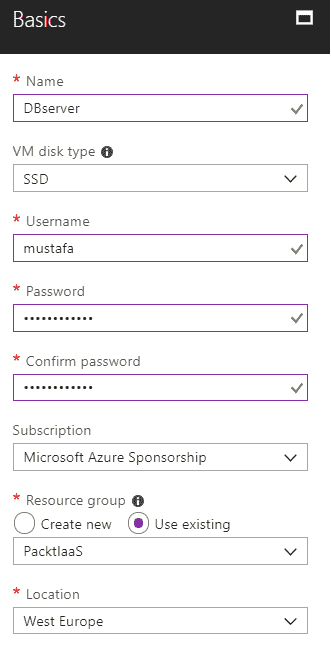 Basics
* Name
DBserver
VM disk type
SSD
* Username
mustafa
* Password
••••••••••••
* Confirm password
••••••••••••
Subscription
Microsoft Azure Sponsorship
* Resource group
Create new Use existing
PacktIaaS
* Location
West Europe